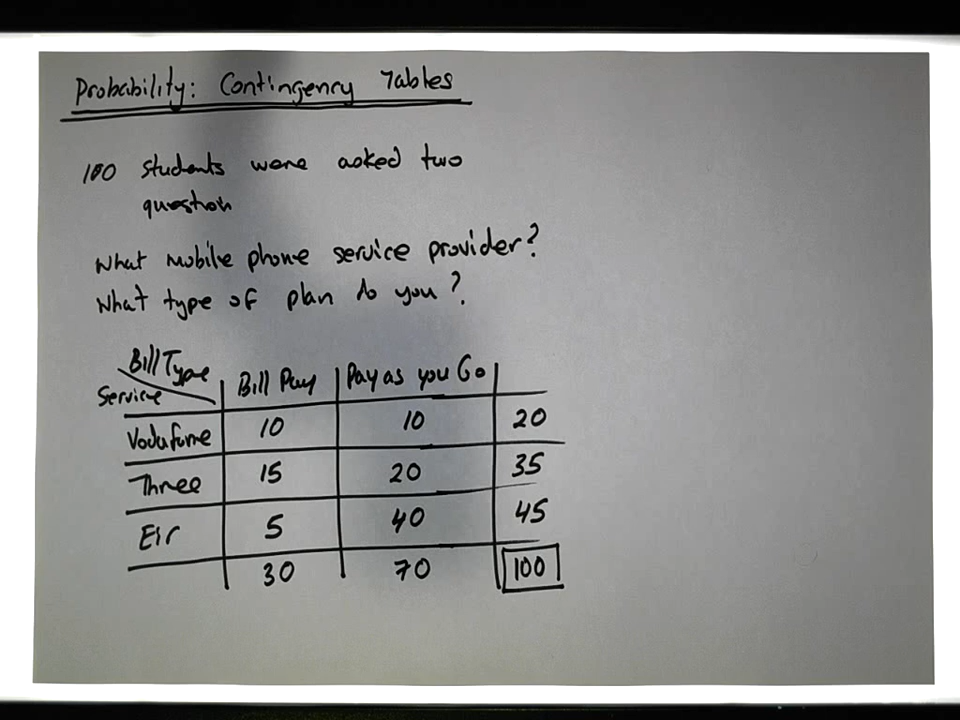 Probability: Contingency Tables
100 students were asked two
question
What mobile phone service provider?
What type of plan do you?
Bill Type
Service
Bill Pay Pay as you Go
Vodafone 10 10 20
Three 15 20 35
Eir 5 40 45
30 70 100